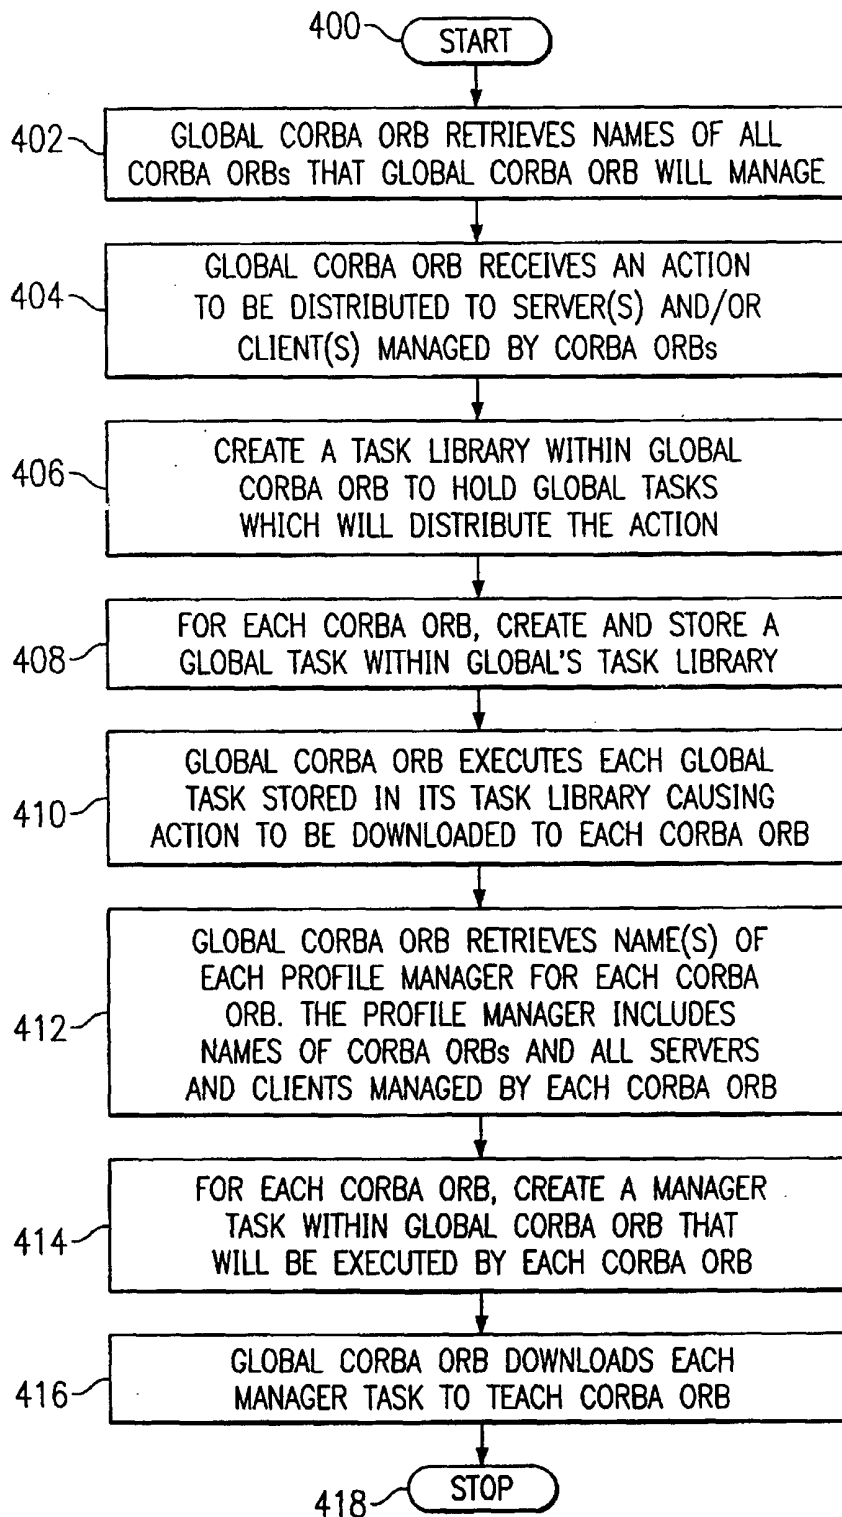 400
START
402
GLOBAL CORBA ORB RETRIEVES NAMES OF ALL
CORBA ORBs THAT GLOBAL CORBA ORB WILL MANAGE
404
GLOBAL CORBA ORB RECEIVES AN ACTION
TO BE DISTRIBUTED TO SERVER(S) AND/OR
CLIENT(S) MANAGED BY CORBA ORBs
406
CREATE A TASK LIBRARY WITHIN GLOBAL
CORBA ORB TO HOLD GLOBAL TASKS
WHICH WILL DISTRIBUTE THE ACTION
408
FOR EACH CORBA ORB, CREATE AND STORE A
GLOBAL TASK WITHIN GLOBAL'S TASK LIBRARY
410
GLOBAL CORBA ORB EXECUTES EACH GLOBAL
TASK STORED IN ITS TASK LIBRARY CAUSING
ACTION TO BE DOWNLOADED TO EACH CORBA ORB
412
GLOBAL CORBA ORB RETRIEVES NAME(S) OF
EACH PROFILE MANAGER FOR EACH CORBA
ORB. THE PROFILE MANAGER INCLUDES
NAMES OF CORBA ORBs AND ALL SERVERS
AND CLIENTS MANAGED BY EACH CORBA ORB
414
FOR EACH CORBA ORB, CREATE A MANAGER
TASK WITHIN GLOBAL CORBA ORB THAT
WILL BE EXECUTED BY EACH CORBA ORB
416
GLOBAL CORBA ORB DOWNLOADS EACH
MANAGER TASK TO TEACH CORBA ORB
418
STOP